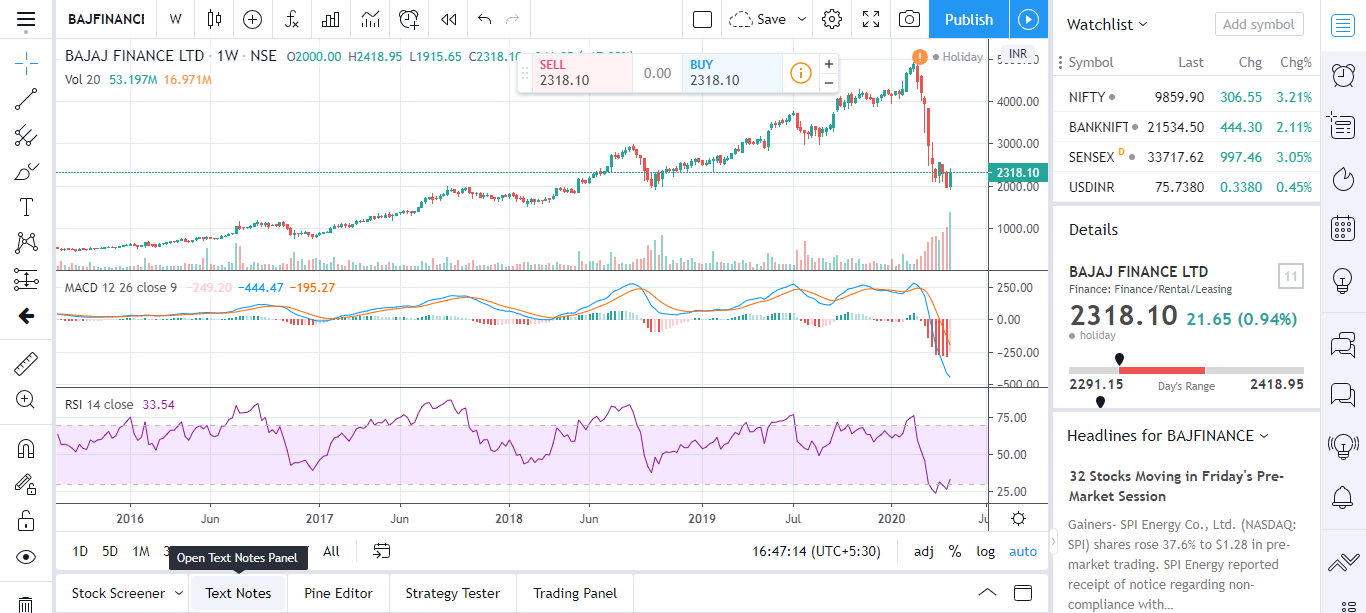 BAJFINANCE W Save Publish
BAJAJ FINANCE LTD · 1W · NSE O2000.00 H2418.95 L1915.65 C2318.10
Vol 20 53.197M 16.971M
SELL
2318.10
0.00
BUY
2318.10
Holiday
INR
4000.00
3000.00
2318.10
2000.00
1000.00
MACD 12 26 close 9 −249.20 −444.47 −195.27
250.00
0.00
−250.00
−500.00
RSI 14 close 33.54
75.00
50.00
25.00
2016 Jun 2017 Jun 2018 Jun 2019 Jul 2020
1D 5D 1M All 16:47:14 (UTC+5:30) adj % log auto
Open Text Notes Panel
Stock Screener Text Notes Pine Editor Strategy Tester Trading Panel
Watchlist Add symbol
Symbol Last Chg Chg%
NIFTY 9859.90 306.55 3.21%
BANKNIFT 21534.50 444.30 2.11%
SENSEX D 33717.62 997.46 3.05%
USDINR 75.7380 0.3380 0.45%
Details
BAJAJ FINANCE LTD
11
Finance: Finance/Rental/Leasing
2318.10 21.65 (0.94%)
holiday
2291.15 Day's Range 2418.95
Headlines for BAJFINANCE
32 Stocks Moving in Friday's Pre-
Market Session
Gainers- SPI Energy Co., Ltd. (NASDAQ:
SPI) shares rose 37.6% to $1.28 in pre-
market trading. SPI Energy reported
receipt of notice regarding non-
compliance with...